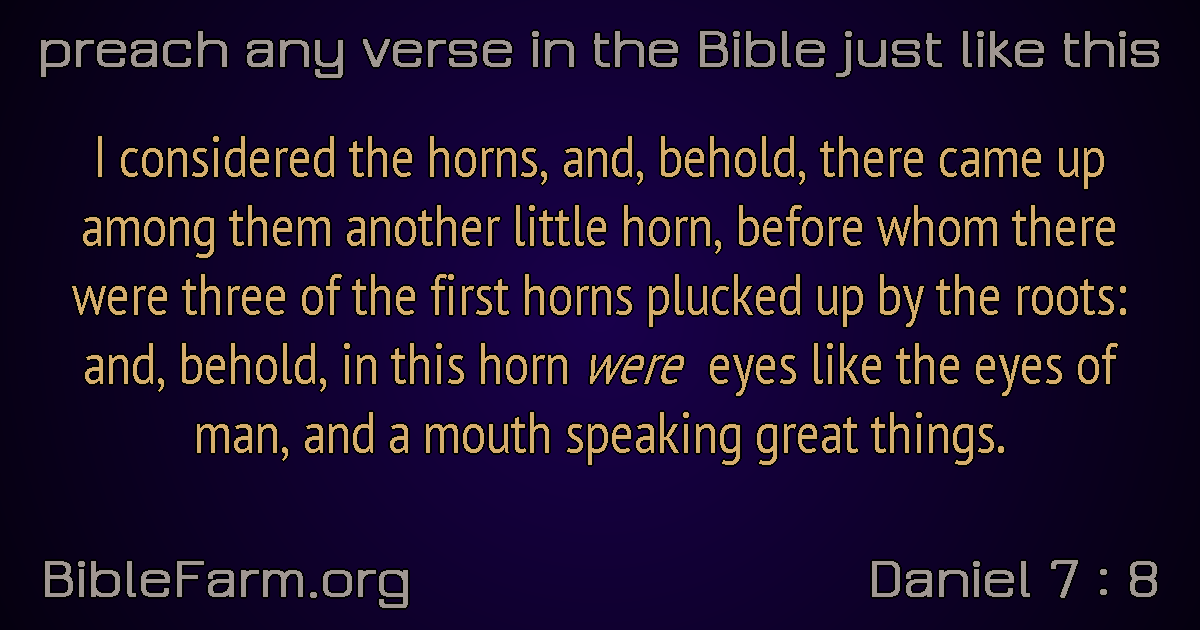 preach any verse in the Bible just like this
I considered the horns, and, behold, there came up
among them another little horn, before whom there
were three of the first horns plucked up by the roots:
and, behold, in this horn were eyes like the eyes of
man, and a mouth speaking great things.
BibleFarm.org
Daniel 7 : 8